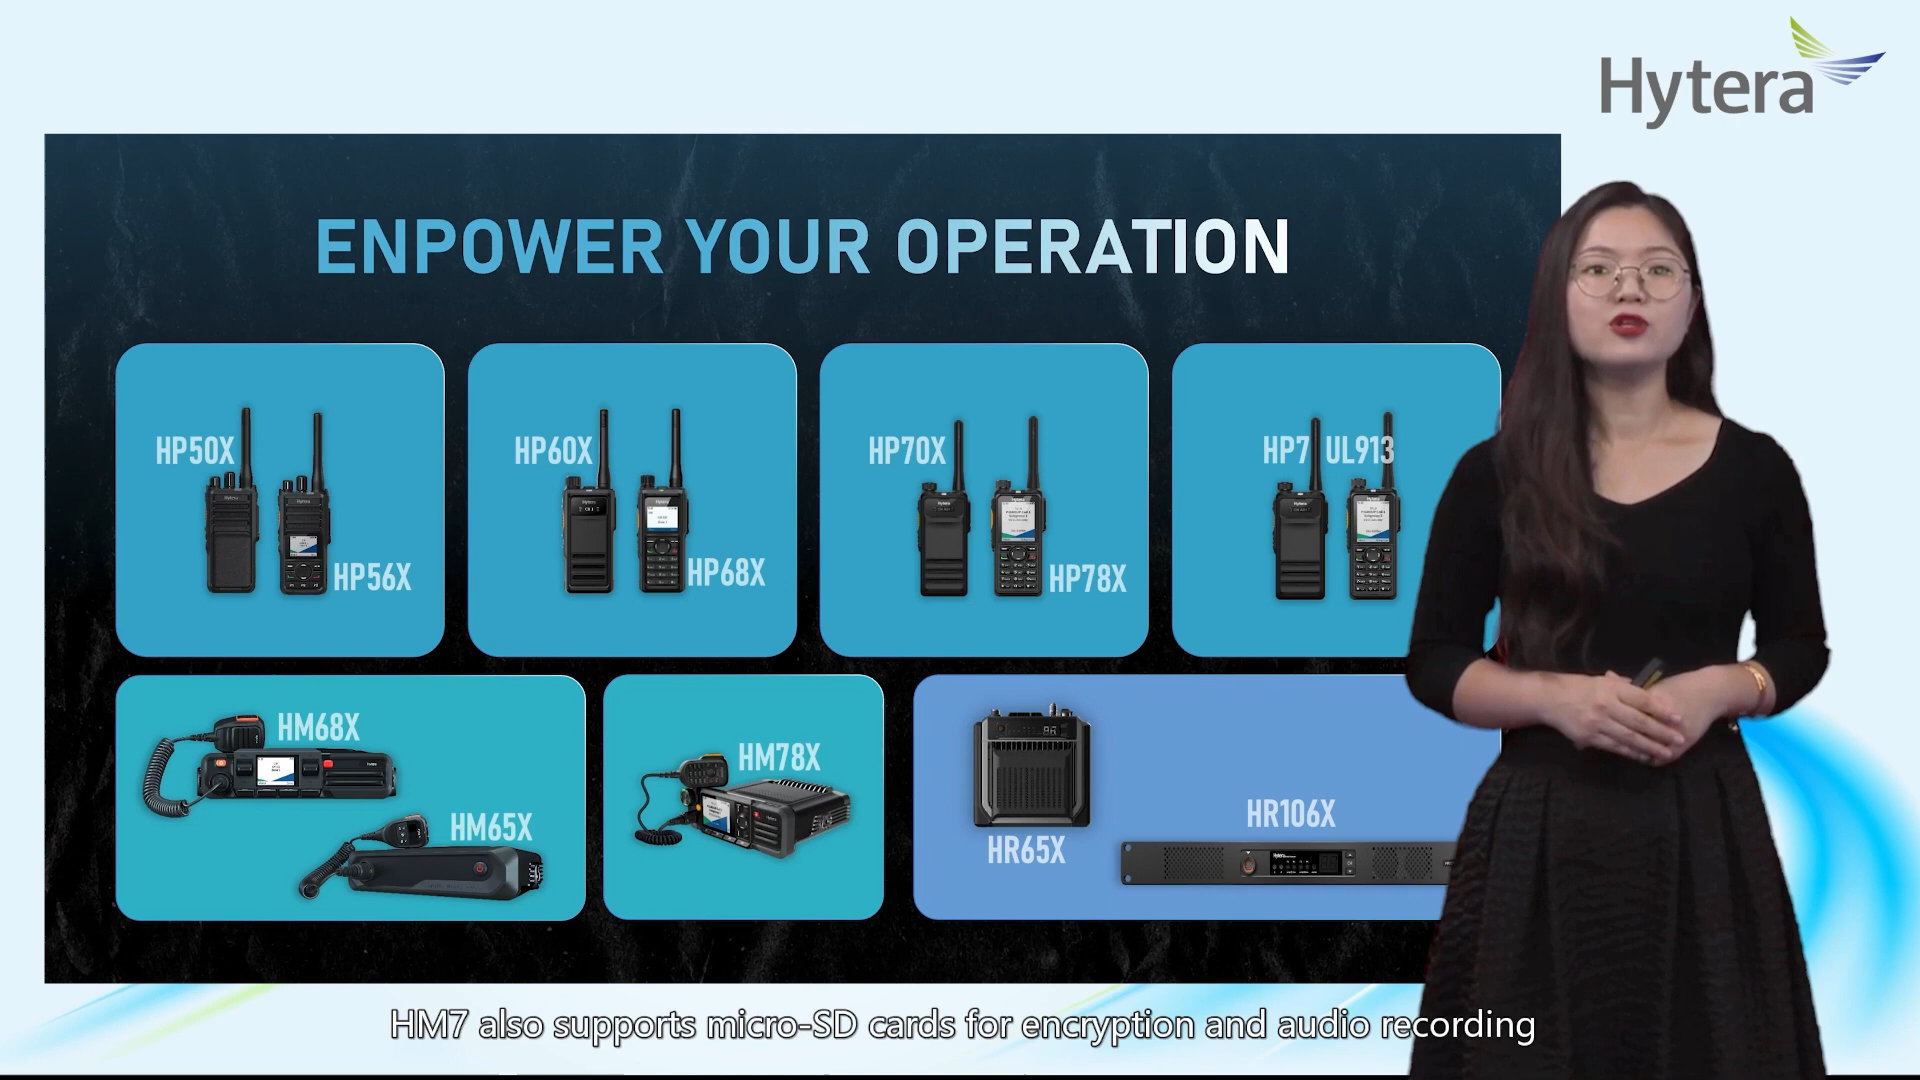 Hytera
ENPOWER YOUR OPERATION
HP50X
HP56X
HP60X
HP68X
HP70X
HP78X
HP7 UL913
HM68X
HM65X
HM78X
HR65X
HR106X
HM7 also supports micro-SD cards for encryption and audio recording